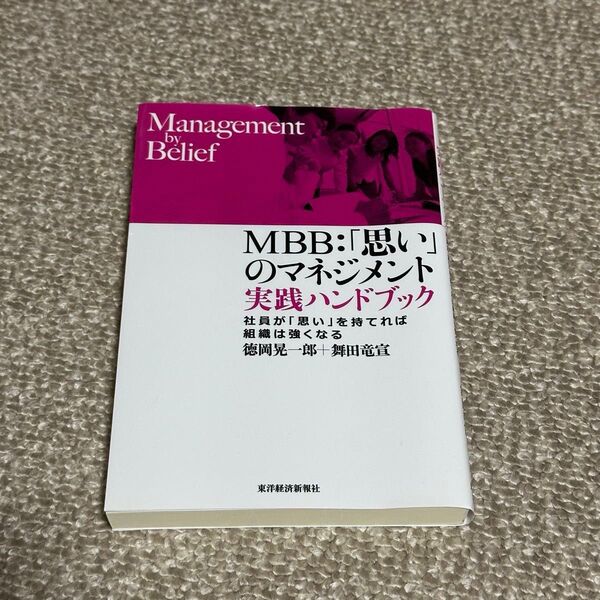 Management
by
Belief
MBB:「思い」
のマネジメント
実践ハンドブック
社員が「思い」を持てれば
組織は強くなる
徳岡晃一郎+舞田竜宣
東洋経済新報社